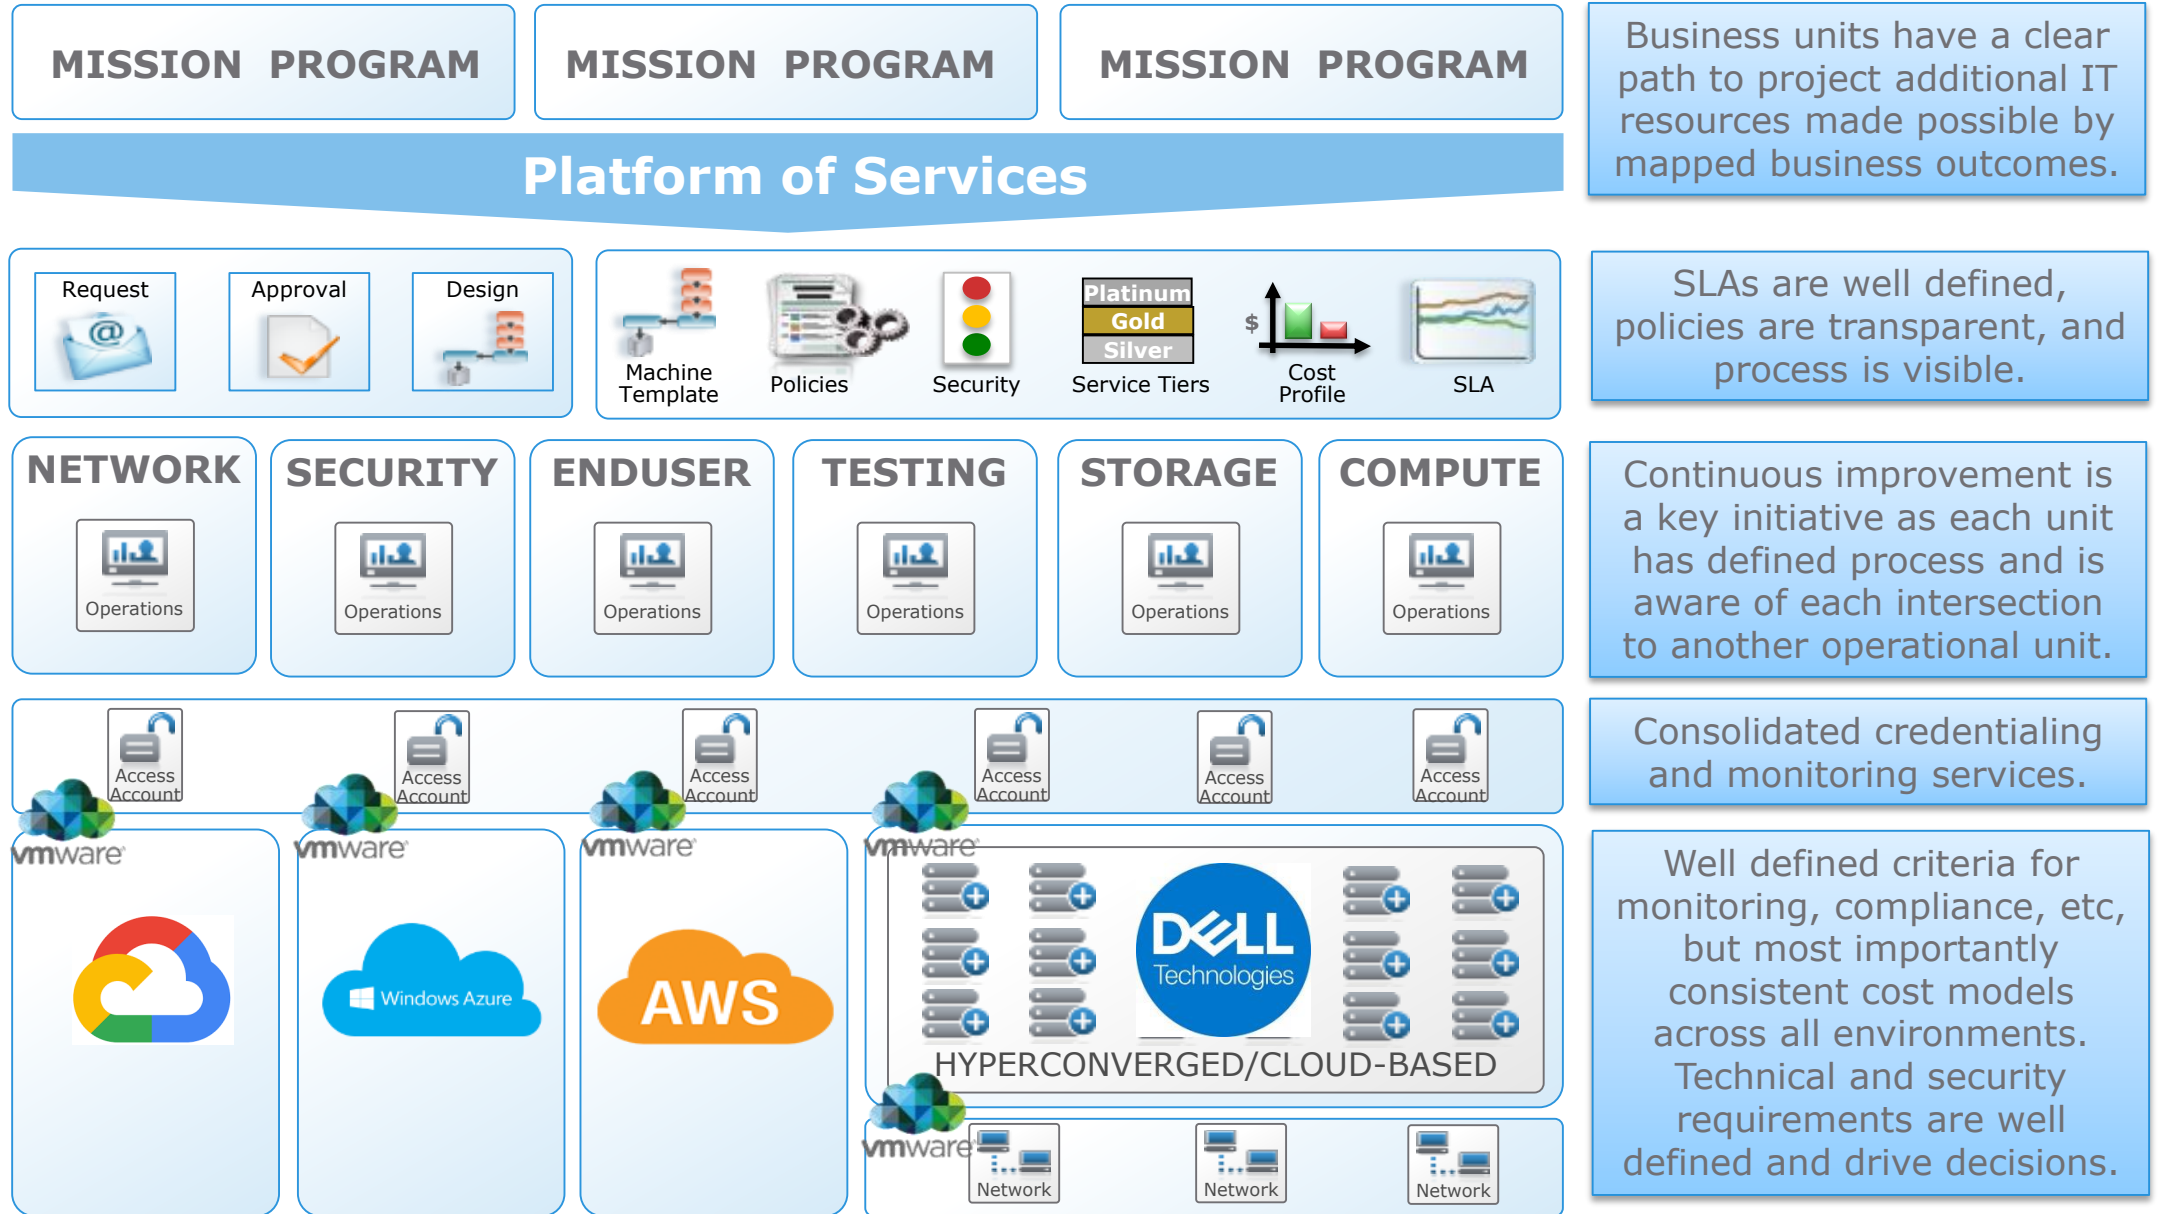 MISSION PROGRAM
MISSION PROGRAM
MISSION PROGRAM
Business units have a clear
path to project additional IT
resources made possible by
mapped business outcomes.
Platform of Services
Request
Approval
Design
@
Machine
Template
Policies
Security
Platinum
Gold
Silver
Service Tiers
$
Cost
Profile
SLA
SLAs are well defined,
policies are transparent, and
process is visible.
NETWORK
Operations
SECURITY
Operations
ENDUSER
Operations
TESTING
Operations
STORAGE
Operations
COMPUTE
Operations
Continuous improvement is
a key initiative as each unit
has defined process and is
aware of each intersection
to another operational unit.
Access
Account
Access
Account
Access
Account
Access
Account
Access
Account
Access
Account
Consolidated credentialing
and monitoring services.
vmware
vmware
vmware
vmware
Windows Azure
AWS
DELL
Technologies
HYPERCONVERGED/CLOUD-BASED
vmware
Network
Network
Network
Well defined criteria for
monitoring, compliance, etc,
but most importantly
consistent cost models
across all environments.
Technical and security
requirements are well
defined and drive decisions.